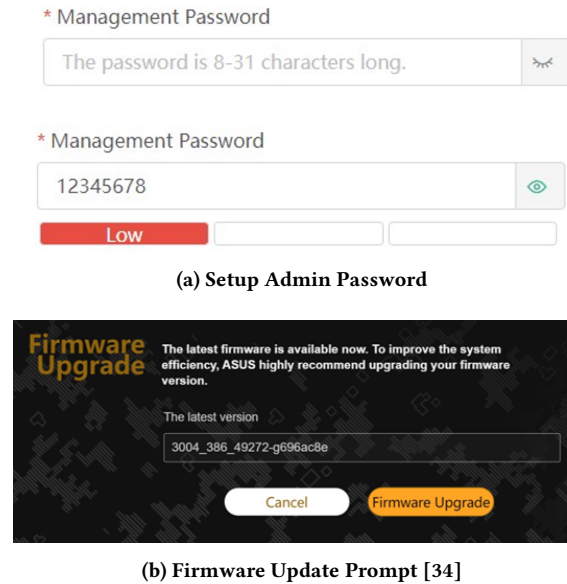 * Management Password
The password is 8-31 characters long.
* Management Password
12345678
Low
(a) Setup Admin Password
Firmware
Upgrade
The latest firmware is available now. To improve the system
efficiency, ASUS highly recommend upgrading your firmware
version.
The latest version
3004_386_49272-g696ac8e
Cancel
Firmware Upgrade
(b) Firmware Update Prompt [34]